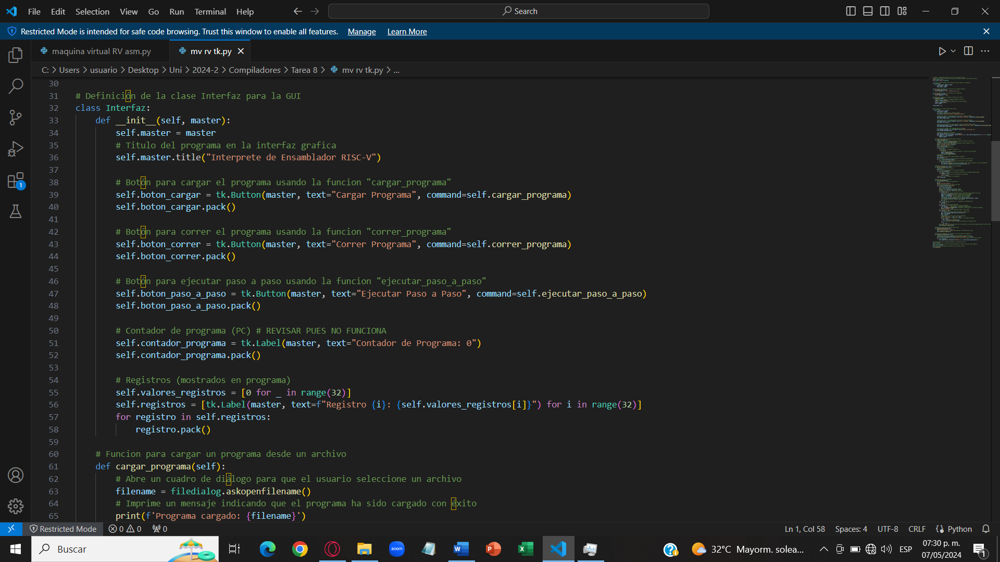 File Edit Selection View Go Run Terminal Help Search
Restricted Mode is intended for safe code browsing. Trust this window to enable all features. Manage Learn More
maquina virtual RV asm.py mv rv tk.py
C: > Users > usuario > Desktop > Uni > 2024-2 > Compiladores > Tarea 8 > mv rv tk.py > ...
30
31 # Definición de la clase Interfaz para la GUI
32 class Interfaz:
33 def __init__(self, master):
34 self.master = master
35 # Titulo del programa en la interfaz grafica
36 self.master.title("Interprete de Ensamblador RISC-V")
37
38 # Botón para cargar el programa usando la funcion "cargar_programa"
39 self.boton_cargar = tk.Button(master, text="Cargar Programa", command=self.cargar_programa)
40 self.boton_cargar.pack()
41
42 # Botón para correr el programa usando la funcion "correr_programa"
43 self.boton_correr = tk.Button(master, text="Correr Programa", command=self.correr_programa)
44 self.boton_correr.pack()
45
46 # Botón para ejecutar paso a paso usando la funcion "ejecutar_paso_a_paso"
47 self.boton_paso_a_paso = tk.Button(master, text="Ejecutar Paso a Paso", command=self.ejecutar_paso_a_paso)
48 self.boton_paso_a_paso.pack()
49
50 # Contador de programa (PC) # REVISAR PUES NO FUNCIONA
51 self.contador_programa = tk.Label(master, text="Contador de Programa: 0")
52 self.contador_programa.pack()
53
54 # Registros (mostrados en programa)
55 self.valores_registros = [0 for _ in range(32)]
56 self.registros = [tk.Label(master, text=f"Registro {i}: {self.valores_registros[i]}") for i in range(32)]
57 for registro in self.registros:
58 registro.pack()
59
60 # Funcion para cargar un programa desde un archivo
61 def cargar_programa(self):
62 # Abre un cuadro de diálogo para que el usuario seleccione un archivo
63 filename = filedialog.askopenfilename()
64 # Imprime un mensaje indicando que el programa ha sido cargado con éxito
65 print(f'Programa cargado: {filename}')
1
Restricted Mode 0 0 0 Ln 1, Col 58 Spaces: 4 UTF-8 CRLF Python
Buscar zoom 32°C Mayorm. solea... ESP 07:30 p. m.
07/05/2024 1